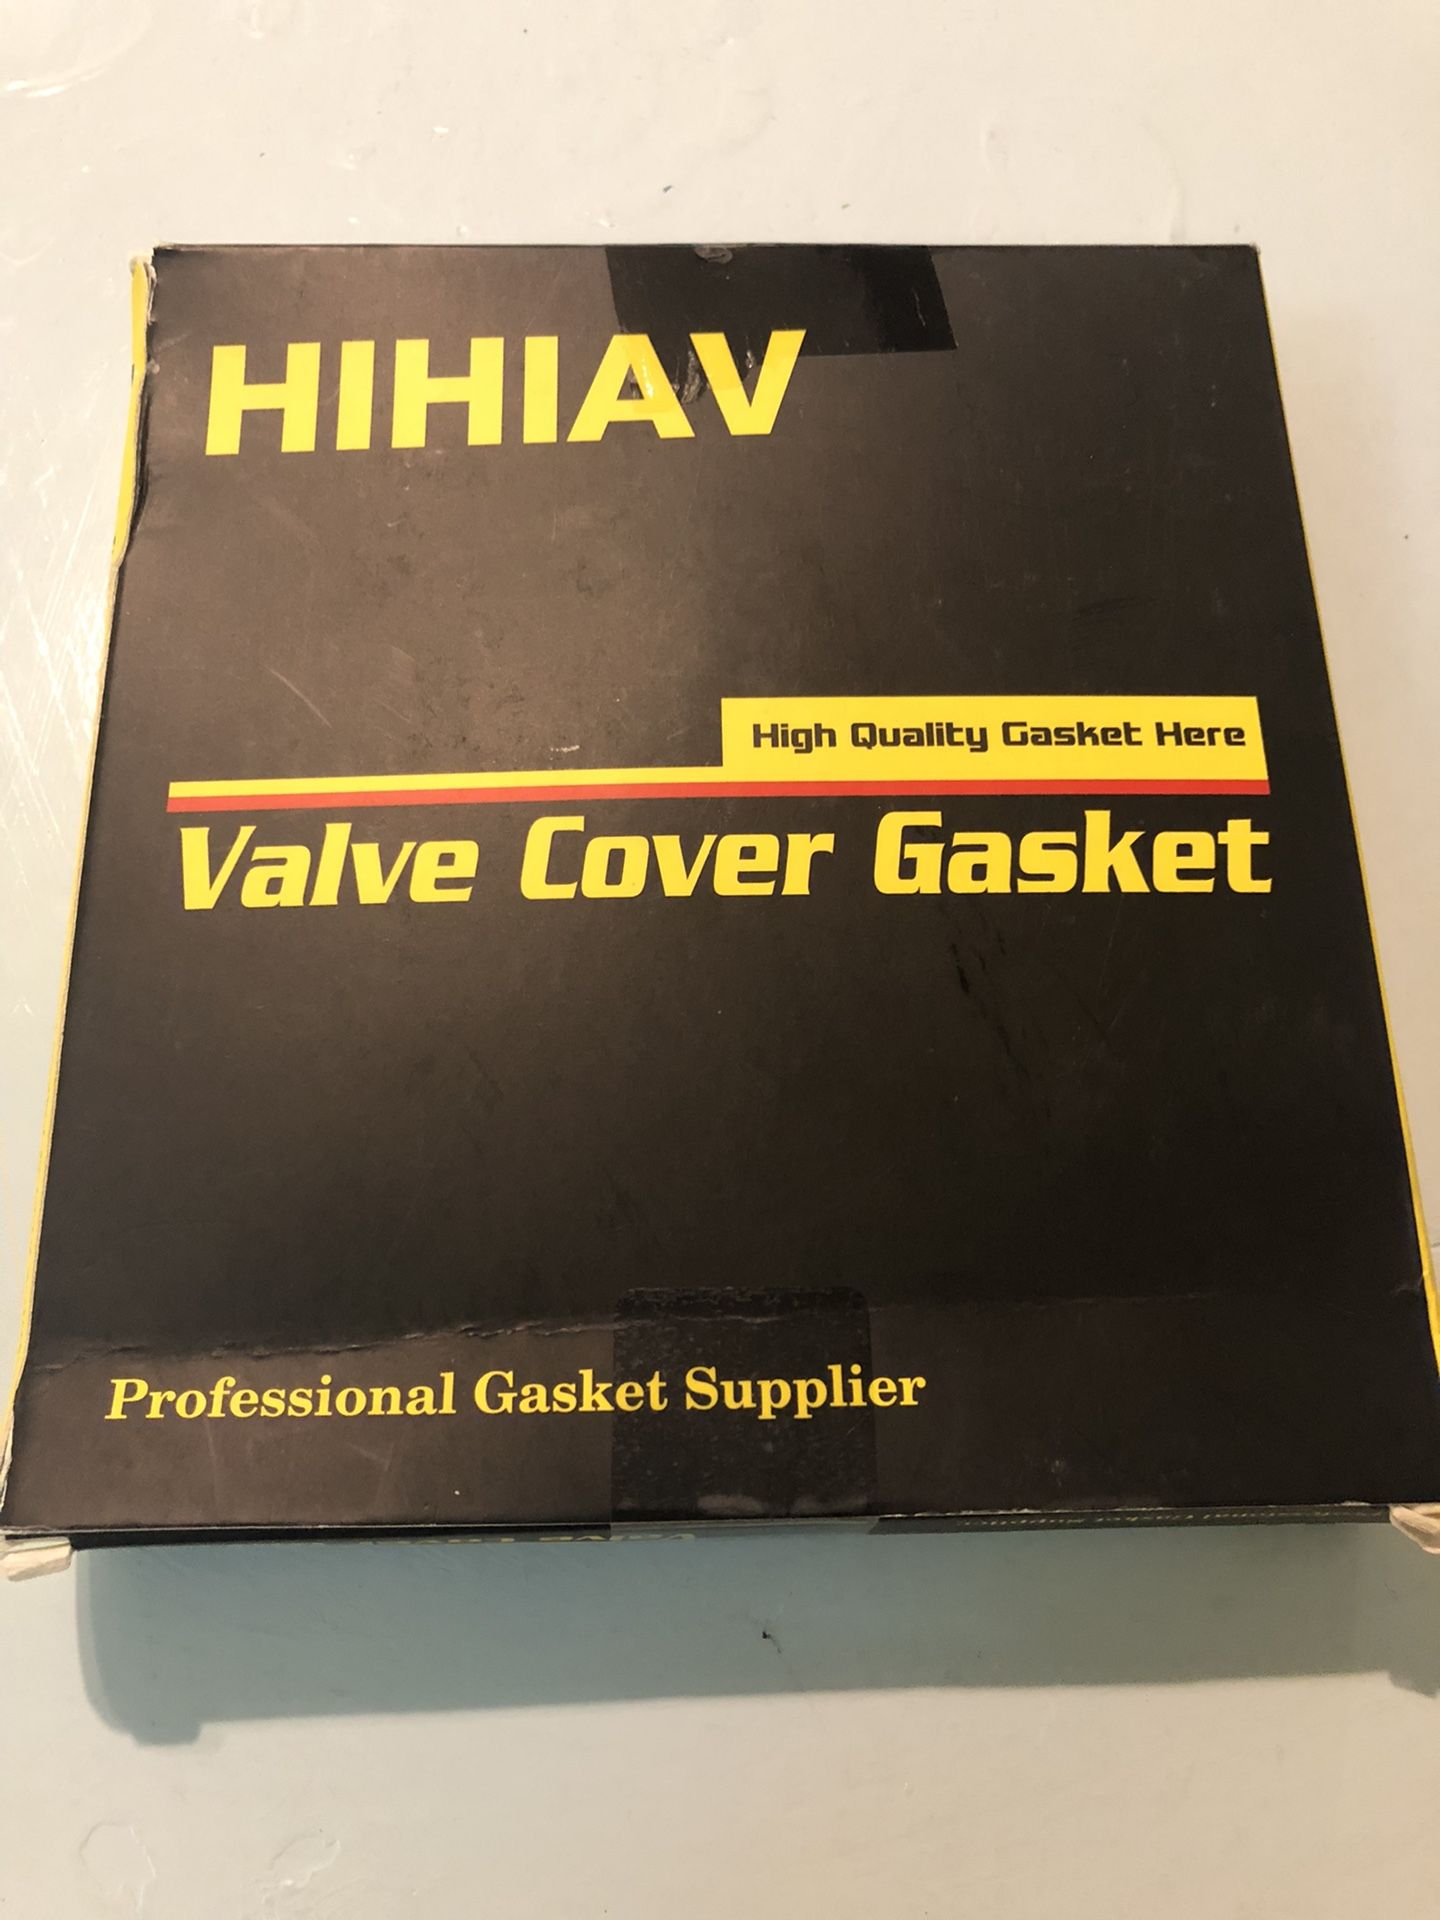 HIHIAV
High Quality Gasket Here
Valve Cover Gasket
Professional Gasket Supplier